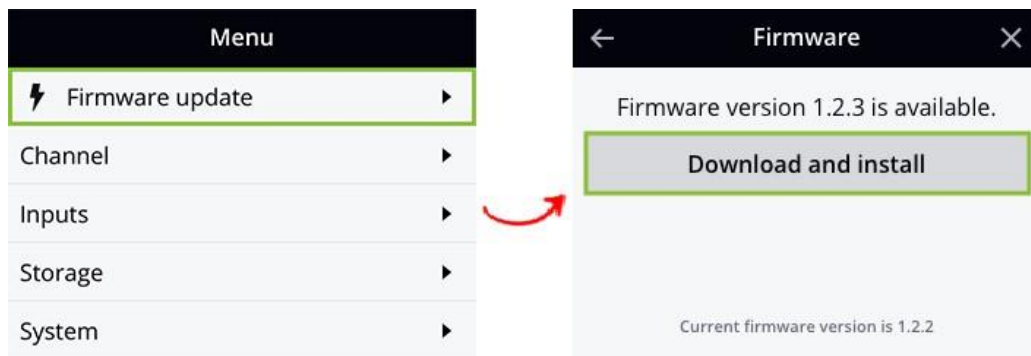 Menu
Firmware update
Channel
Inputs
Storage
System
Firmware
Firmware version 1.2.3 is available.
Download and install
Current firmware version is 1.2.2